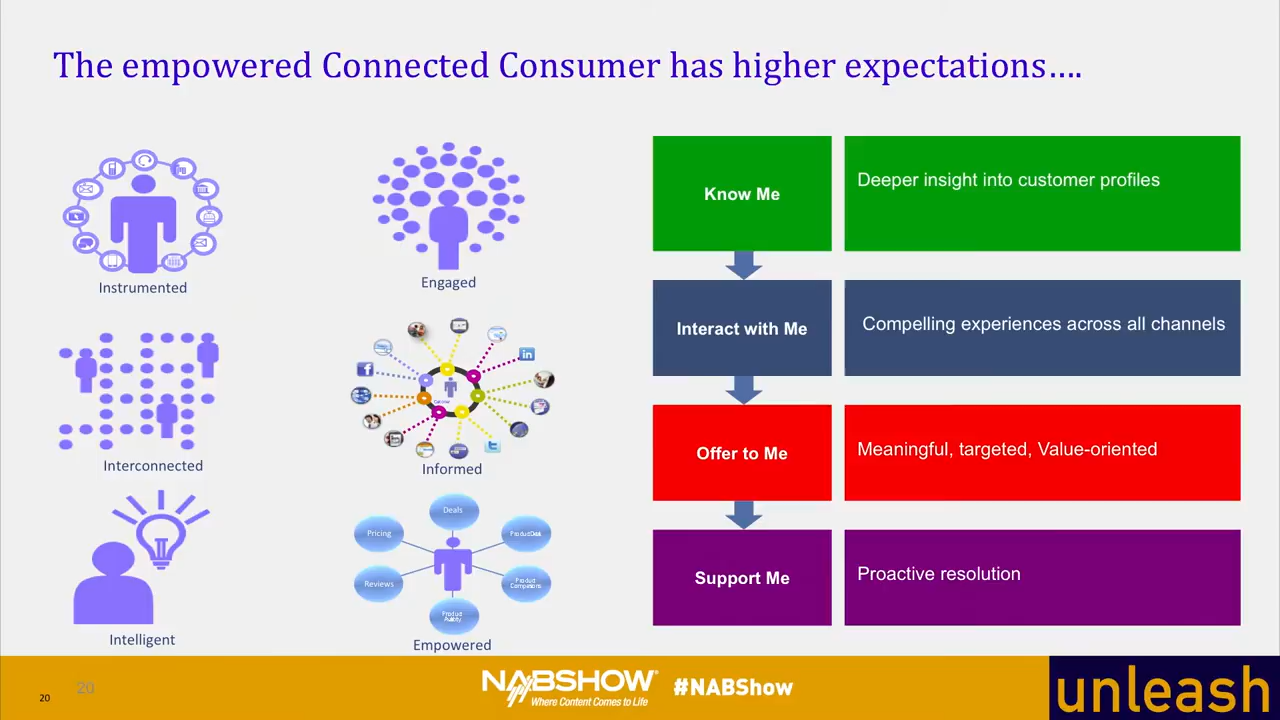 The empowered Connected Consumer has higher expectations….
Instrumented
Engaged
Interconnected
Informed
Intelligent
Deals
Pricing
Reviews
Product
Product
Empowered
Know Me
Deeper insight into customer profiles
Interact with Me
Compelling experiences across all channels
Offer to Me
Meaningful, targeted, Value-oriented
Support Me
Proactive resolution
20
20
NABSHOW
Where Content Comes to Life
#NABShow
unleash